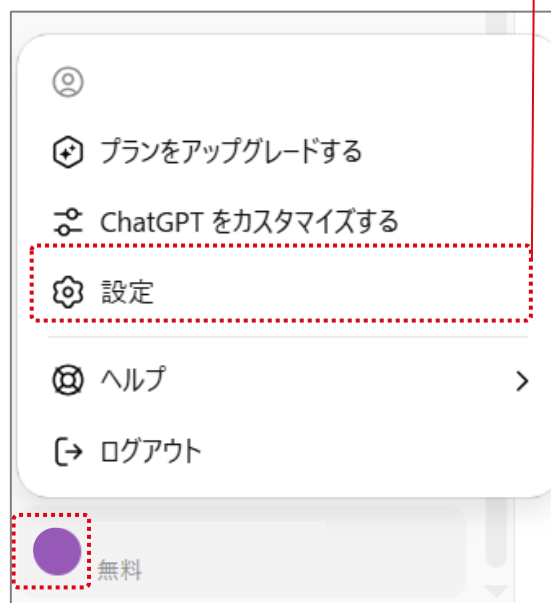 プランをアップグレードする
ChatGPT をカスタマイズする
設定
ヘルプ
ログアウト
無料